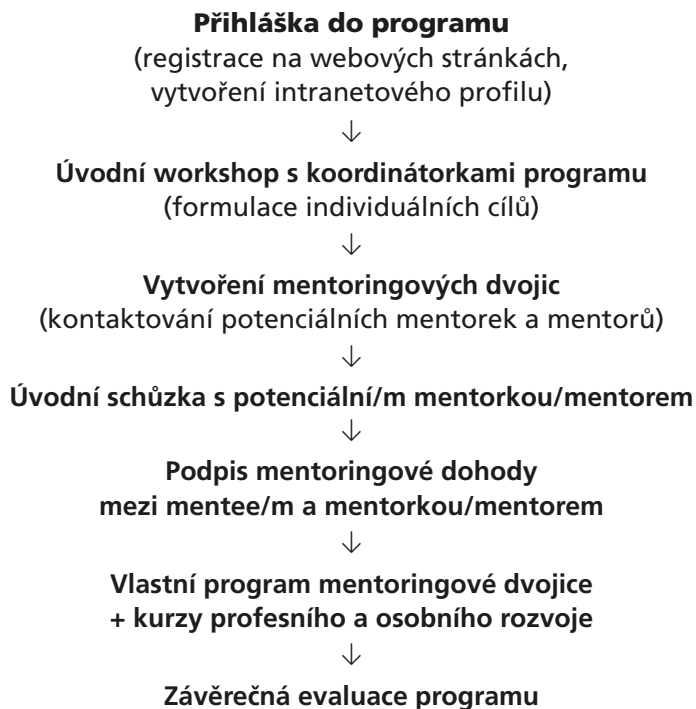 Přihláška do programu
(registrace na webových stránkách,
vytvoření intranetového profilu)
↓
Úvodní workshop s koordinátorkami programu
(formulace individuálních cílů)
↓
Vytvoření mentoringových dvojic
(kontaktování potenciálních mentorek a mentorů)
↓
Úvodní schůzka s potenciální/m mentorkou/mentorem
↓
Podpis mentoringové dohody
mezi mentee/m a mentorkou/mentorem
↓
Vlastní program mentoringové dvojice
+ kurzy profesního a osobního rozvoje
↓
Závěrečná evaluace programu